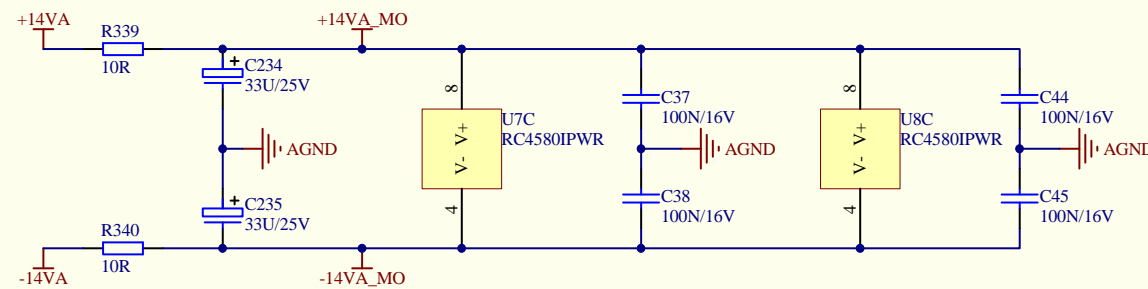 +14VA
+14VA_MO
R339
10R
+
C234
33U/25V
8
U7C
RC4580IPWR
V- V+
4
C37
100N/16V
8
U8C
RC4580IPWR
V- V+
4
C44
100N/16V
AGND
AGND
AGND
+
C235
33U/25V
C38
100N/16V
C45
100N/16V
R340
10R
-14VA
-14VA_MO